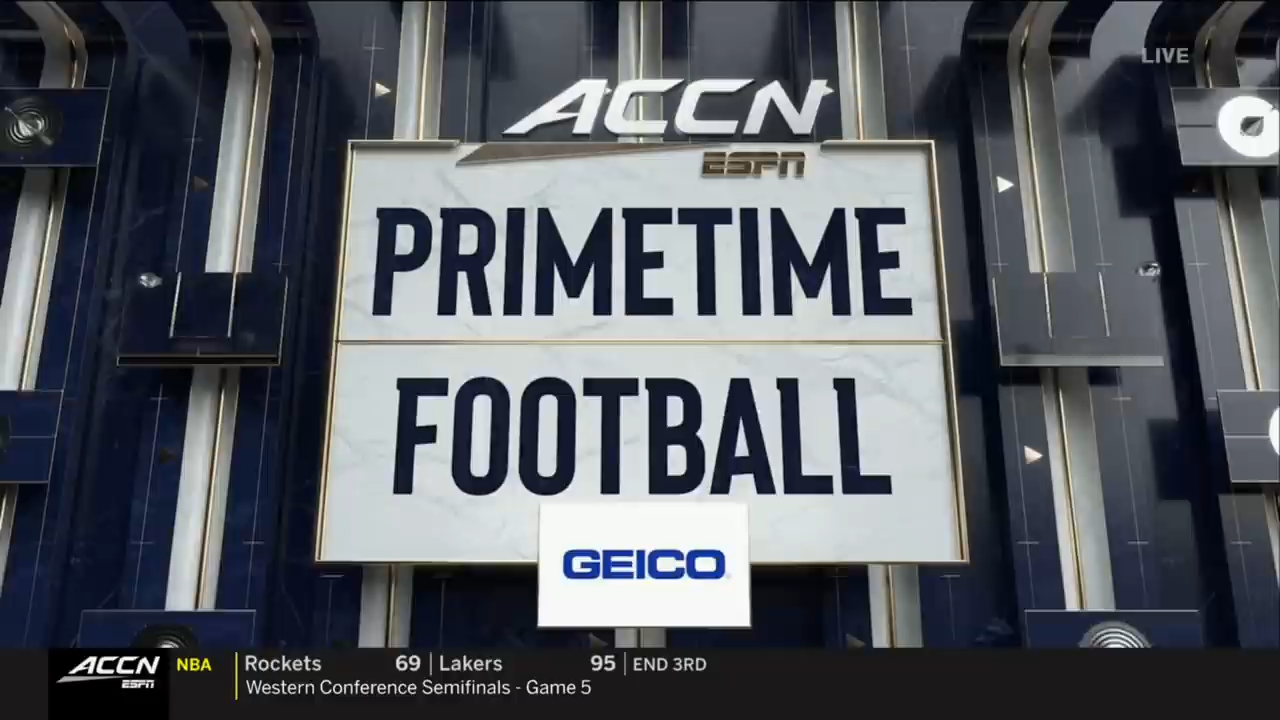 LIVE
ACCN
ESPN
PRIMETIME
FOOTBALL
GEICO
ACCN NBA Rockets 69 Lakers 95 END 3RD
ESPN Western Conference Semifinals - Game 5